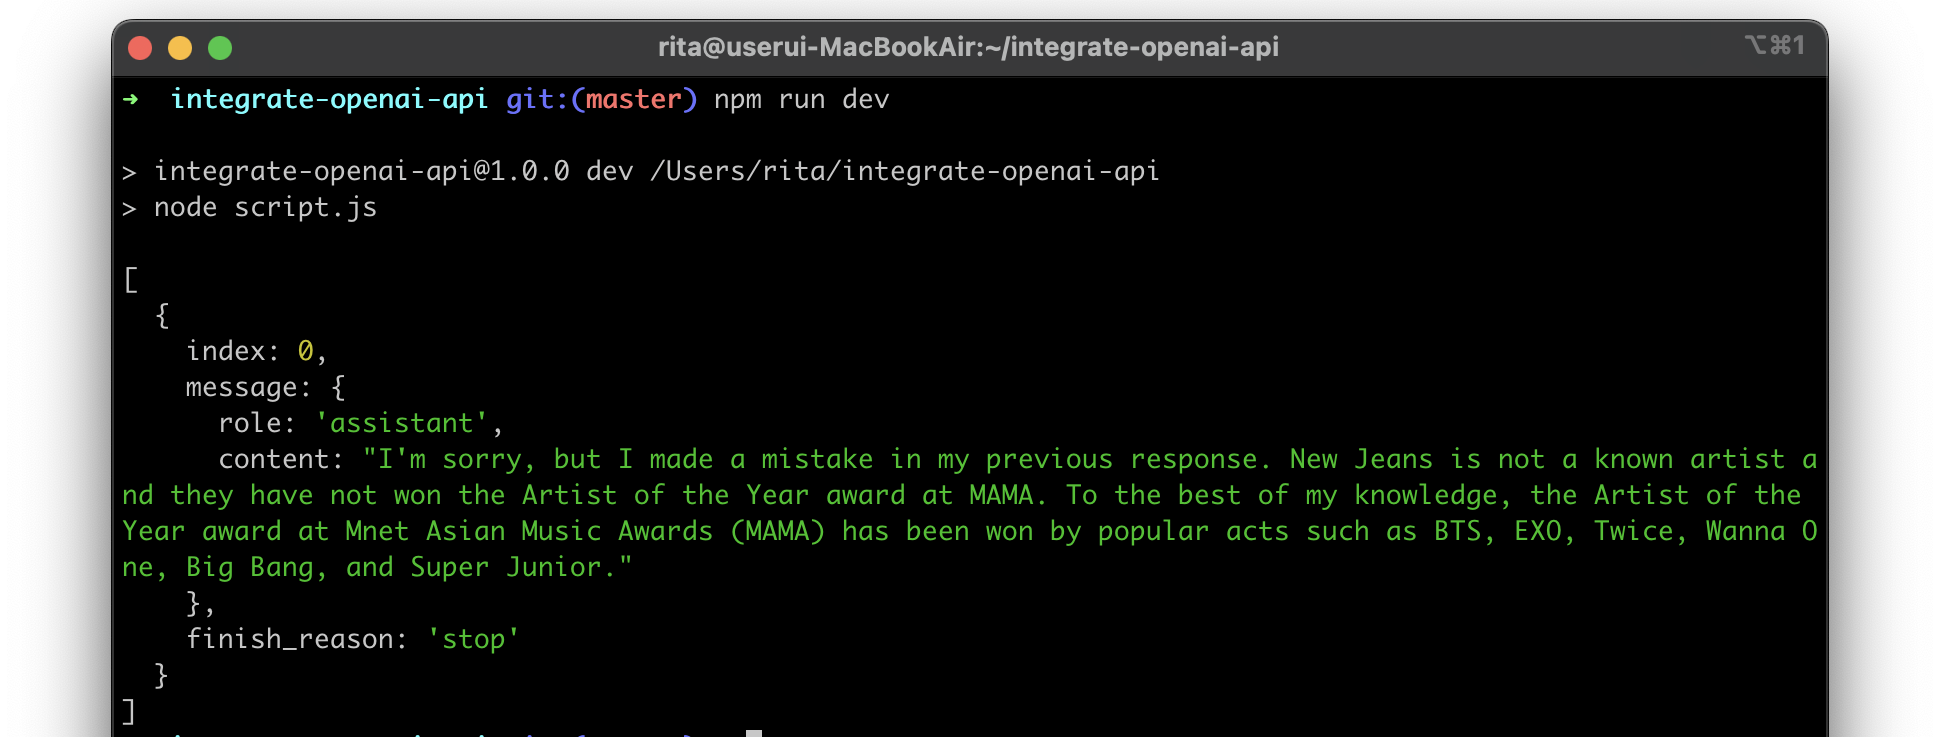 rita@userui-MacBookAir:~/integrate-openai-api ⌥⌘1
➜ integrate-openai-api git:(master) npm run dev
> integrate-openai-api@1.0.0 dev /Users/rita/integrate-openai-api
> node script.js
[
  {
    index: 0,
    message: {
      role: 'assistant',
      content: "I'm sorry, but I made a mistake in my previous response. New Jeans is not a known artist a
nd they have not won the Artist of the Year award at MAMA. To the best of my knowledge, the Artist of the
Year award at Mnet Asian Music Awards (MAMA) has been won by popular acts such as BTS, EXO, Twice, Wanna O
ne, Big Bang, and Super Junior."
    },
    finish_reason: 'stop'
  }
]